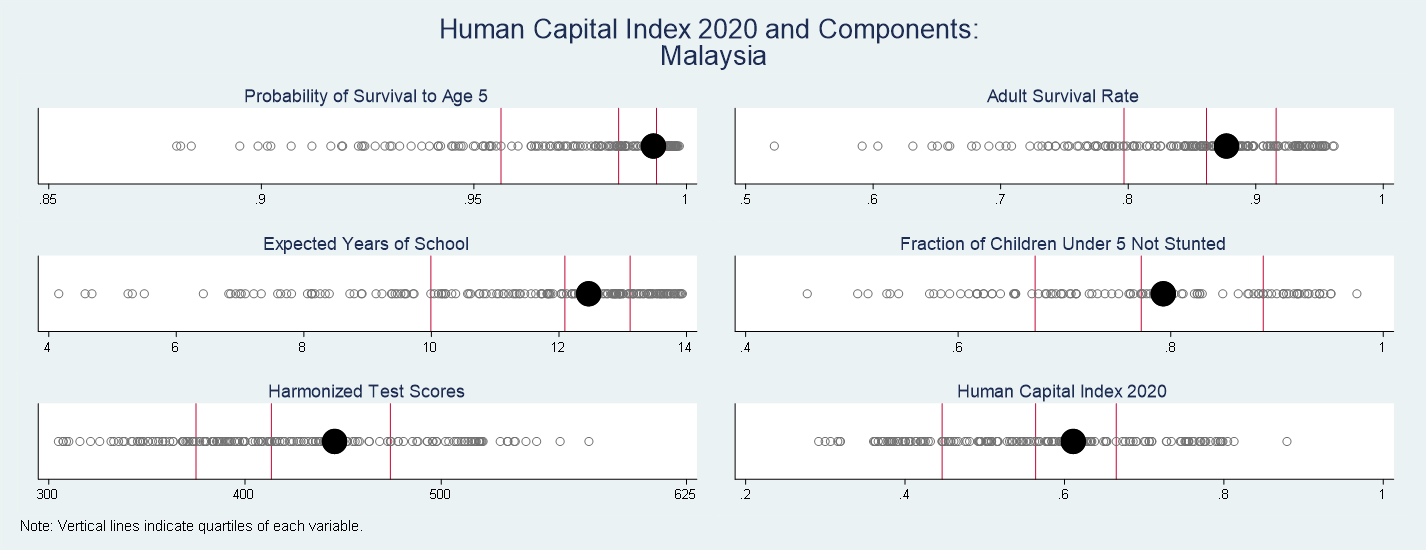 Human Capital Index 2020 and Components:
Malaysia
Probability of Survival to Age 5
.85 .9 .95 1
Adult Survival Rate
.5 .6 .7 .8 .9 1
Expected Years of School
4 6 8 10 12 14
Fraction of Children Under 5 Not Stunted
.4 .6 .8 1
Harmonized Test Scores
300 400 500 625
Human Capital Index 2020
.2 .4 .6 .8 1
Note: Vertical lines indicate quartiles of each variable.